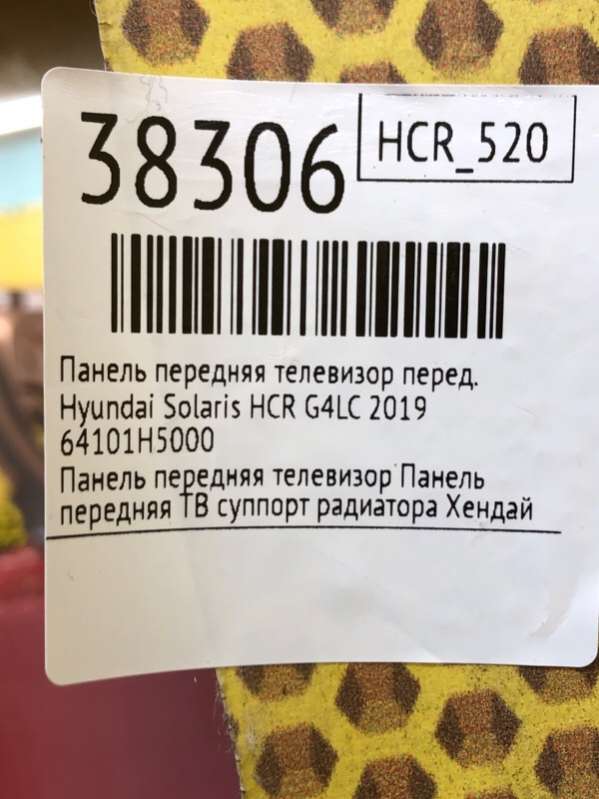 38306
HCR_520
Панель передняя телевизор перед.
Hyundai Solaris HCR G4LC 2019
64101H5000
Панель передняя телевизор Панель
передняя ТВ суппорт радиатора Хендай